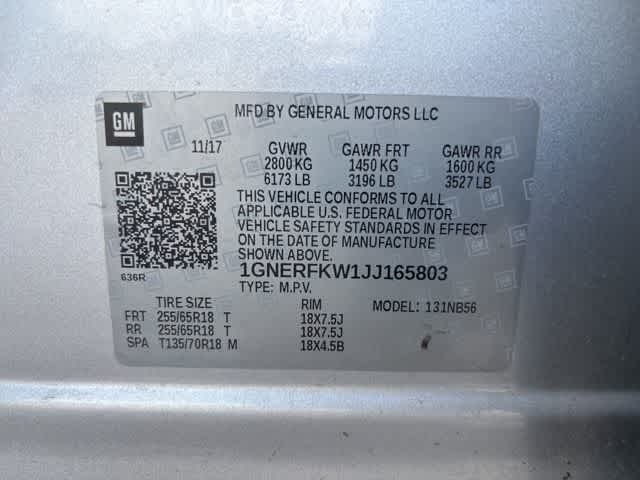 GM
MFD BY GENERAL MOTORS LLC
11/17 GVWR GAWR FRT GAWR RR
2800 KG 1450 KG 1600 KG
6173 LB 3196 LB 3527 LB
THIS VEHICLE CONFORMS TO ALL
APPLICABLE U.S. FEDERAL MOTOR
VEHICLE SAFETY STANDARDS IN EFFECT
ON THE DATE OF MANUFACTURE
SHOWN ABOVE.
636R 1GNERFKW1JJ165803
TYPE: M.P.V.
TIRE SIZE RIM MODEL: 131NB56
FRT 255/65R18 T 18X7.5J
RR 255/65R18 T 18X7.5J
SPA T135/70R18 M 18X4.5B